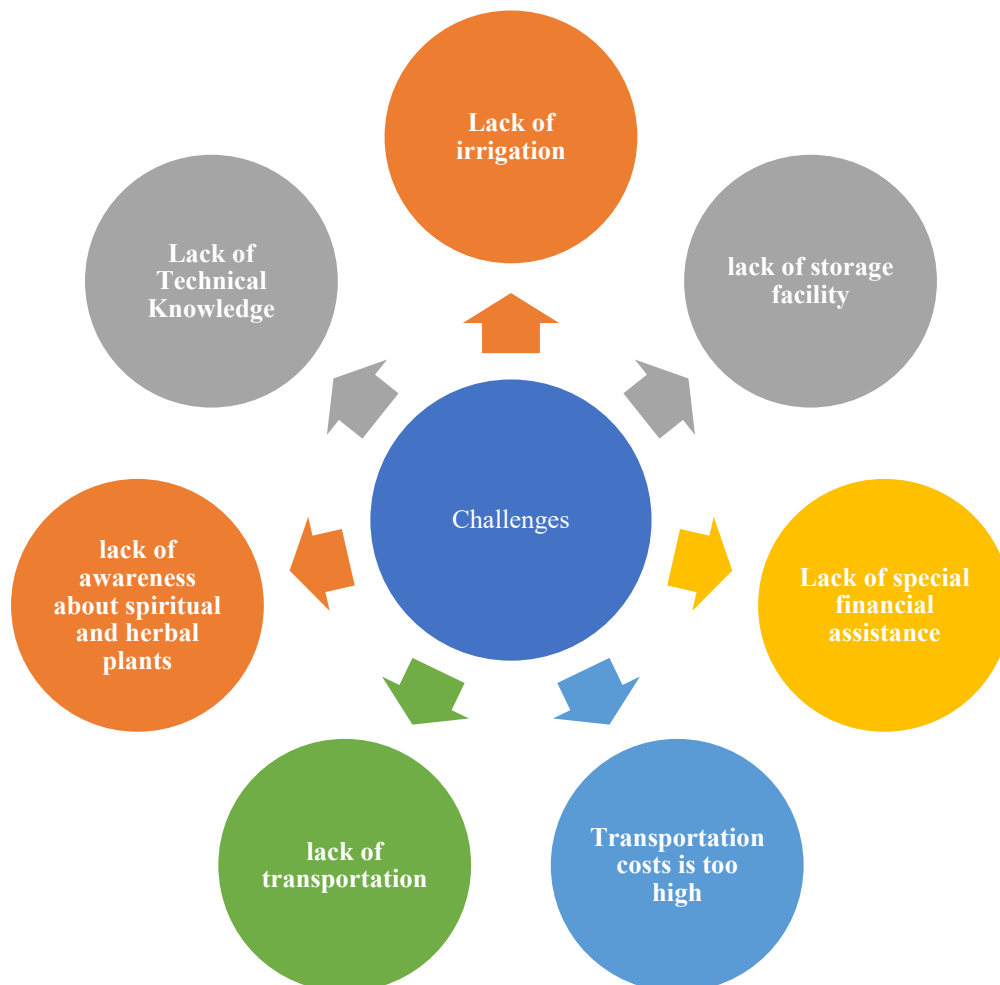 Lack of
irrigation
lack of storage
facility
Lack of special
financial
assistance
Transportation
costs is too
high
lack of
transportation
lack of
awareness
about spiritual
and herbal
plants
Lack of
Technical
Knowledge
Challenges